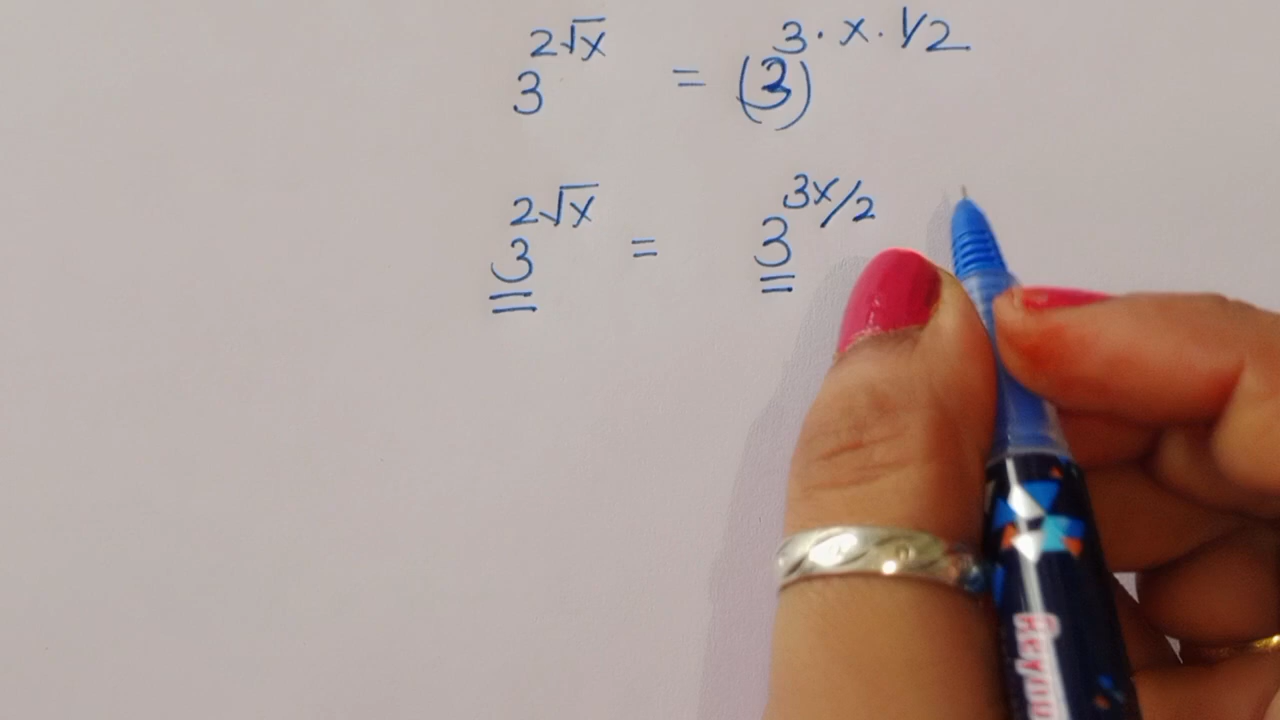 3^{2√x} = (3)^{3·x·1/2}
3^{2√x} = 3^{3x/2}